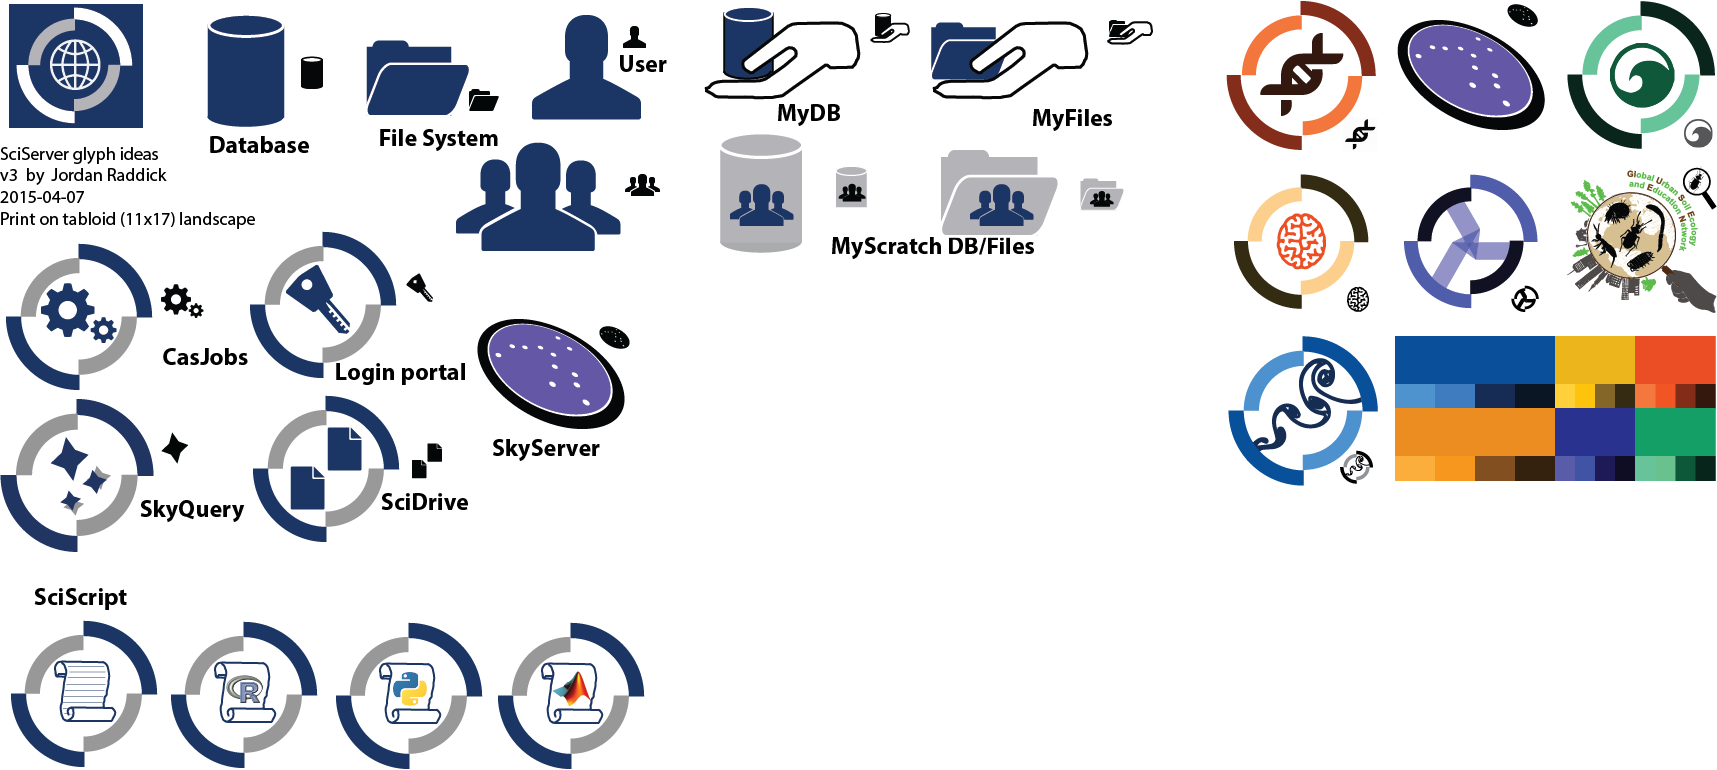 SciServer glyph ideas
v3 by Jordan Raddick
2015-04-07
Print on tabloid (11x17) landscape
Database
File System
User
MyDB
MyFiles
MyScratch DB/Files
CasJobs
Login portal
SkyServer
SkyQuery
SciDrive
SciScript
R
Global Urban Soil Ecology
and Education Network